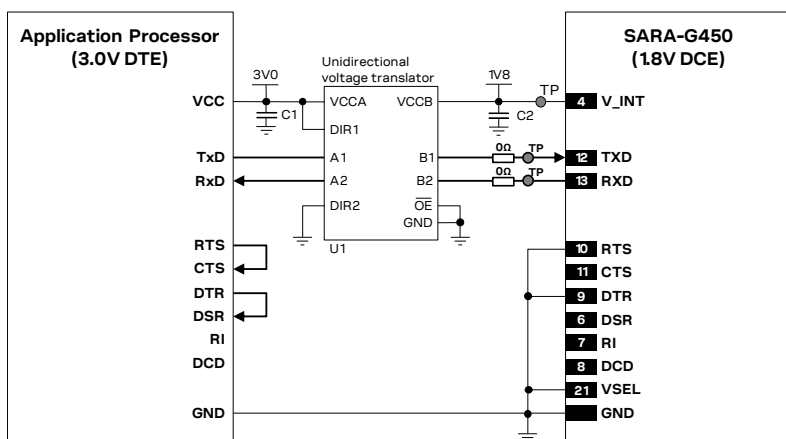 Application Processor
(3.0V DTE)
SARA-G450
(1.8V DCE)
Unidirectional
voltage translator
3V0
1V8
TP
VCC
VCCA
VCCB
4
V_INT
C1
C2
DIR1
0Ω
TP
TxD
A1
B1
12
TXD
0Ω
TP
RxD
A2
B2
13
RXD
DIR2
OE
GND
U1
RTS
10
RTS
CTS
11
CTS
DTR
9
DTR
DSR
6
DSR
RI
7
RI
DCD
8
DCD
21
VSEL
GND
GND